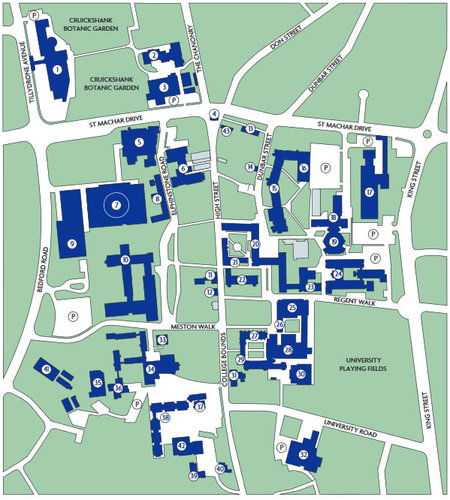 CRUICKSHANK
BOTANIC GARDEN
P
TILLYDRONE AVENUE
1
2
THE CHANONRY
CRUICKSHANK
BOTANIC GARDEN
3
P
DON STREET
DUNBAR STREET
ST MACHAR DRIVE
4
43
13
ST MACHAR DRIVE
5
6
ELPHINSTONE ROAD
DUNBAR STREET
14
16
P
P
17
KING STREET
7
8
HIGH STREET
15
18
9
BEDFORD ROAD
10
20
19
P
21
11
22
23
24
P
12
REGENT WALK
P
MESTON WALK
25
26
33
COLLEGE BOUNDS
27
28
29
34
41
35
36
31
30
UNIVERSITY
PLAYING FIELDS
P
37
38
KING STREET
UNIVERSITY ROAD
42
P
32
39
40